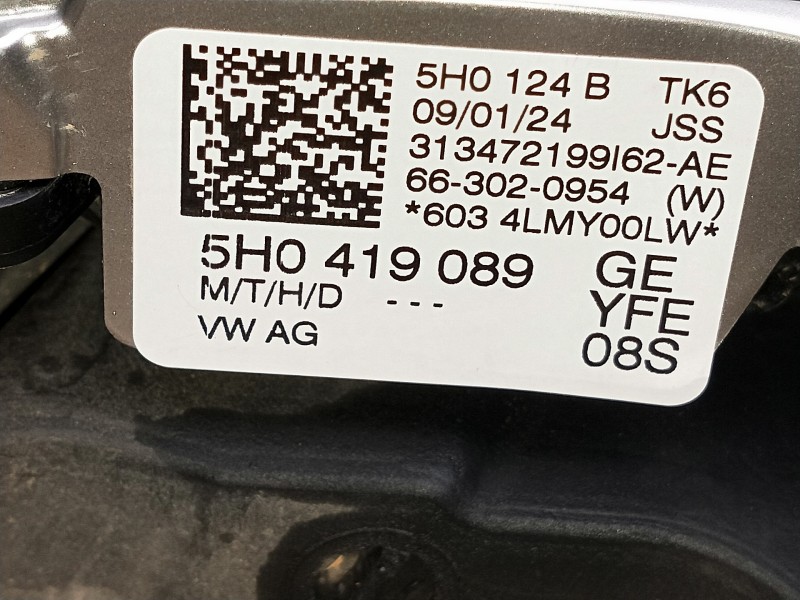 5H0 124 B TK6
09/01/24 JSS
313472199I62-AE
66-302-0954 (W)
*603 4LMY00LW*
5H0 419 089 GE
M/T/H/D --- YFE
VW AG 08S